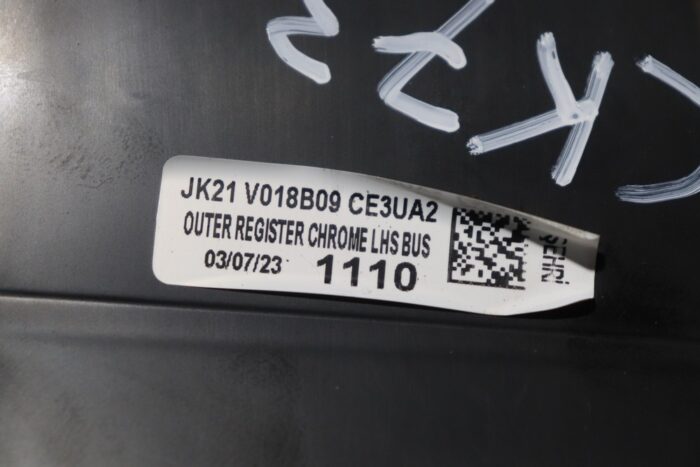 JK21 V018B09 CE3UA2
OUTER REGISTER CHROME LHS BUS
03/07/23 1110